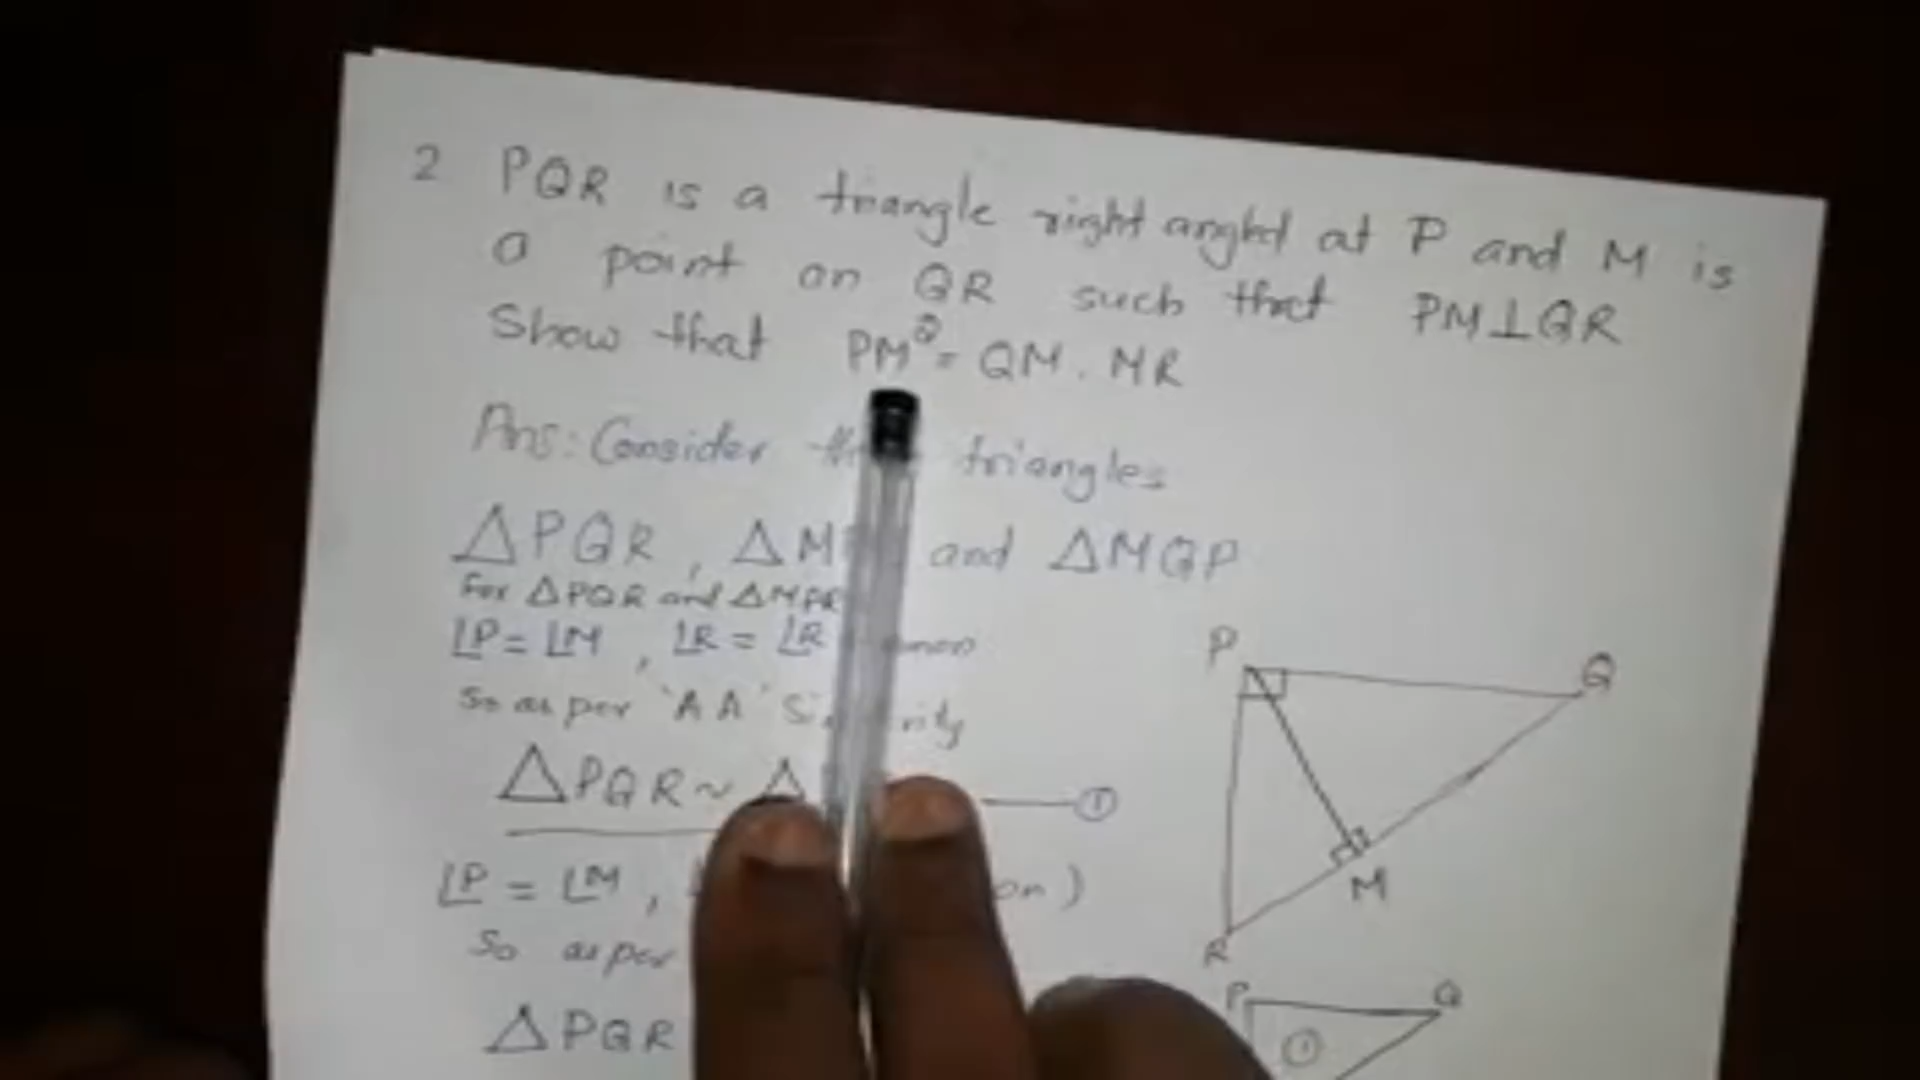 2 PQR is a triangle right angled at P and M is
a point on QR such that PM⊥QR
Show that PM² = QM . MR
Ans: Consider triangles
△PQR , △M and △MQP
For △PQR and △MPR
∠P = ∠M , ∠R = ∠R
So as per 'AA'
△PQR ~ △ ①
∠P = ∠M ,
So as per
△PQR
P
Q
M
R
P
Q
①